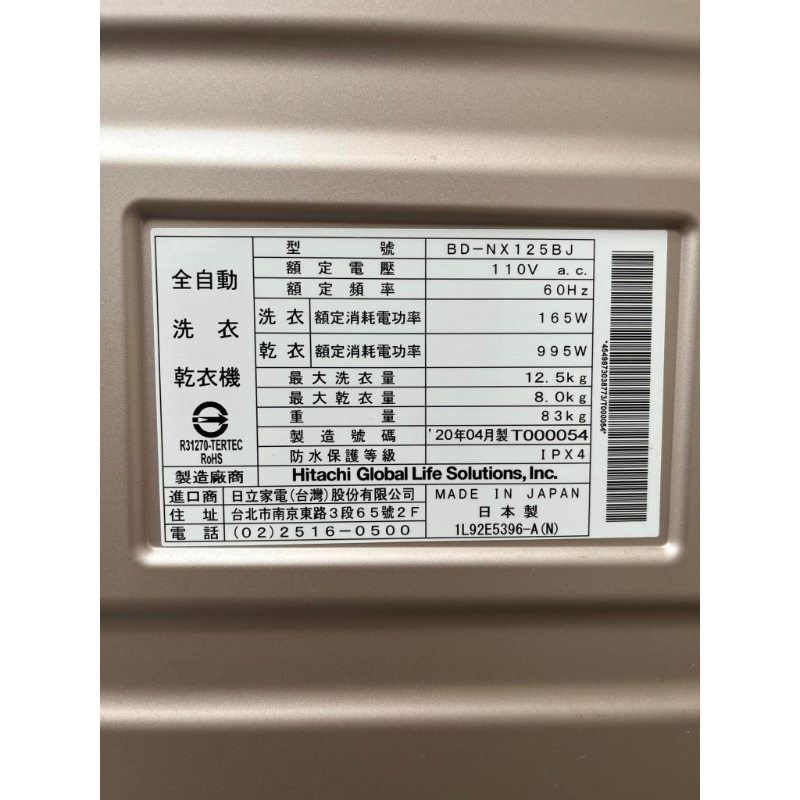 全自動
洗衣
乾衣機
R31270-TERTEC
RoHS
型號 BD-NX125BJ
額定電壓 110V a.c.
額定頻率 60Hz
洗衣 額定消耗電功率 165W
乾衣 額定消耗電功率 995W
最大洗衣量 12.5kg
最大乾衣量 8.0kg
重量 83kg
製造號碼 '20年04月製 T000054
防水保護等級 IPX4
製造廠商 Hitachi Global Life Solutions, Inc.
進口商 日立家電(台灣)股份有限公司
住址 台北市南京東路3段65號2F
電話 (02)2516-0500
MADE IN JAPAN
日本製
1L92E5396-A(N)
*4549873038773/T000054*